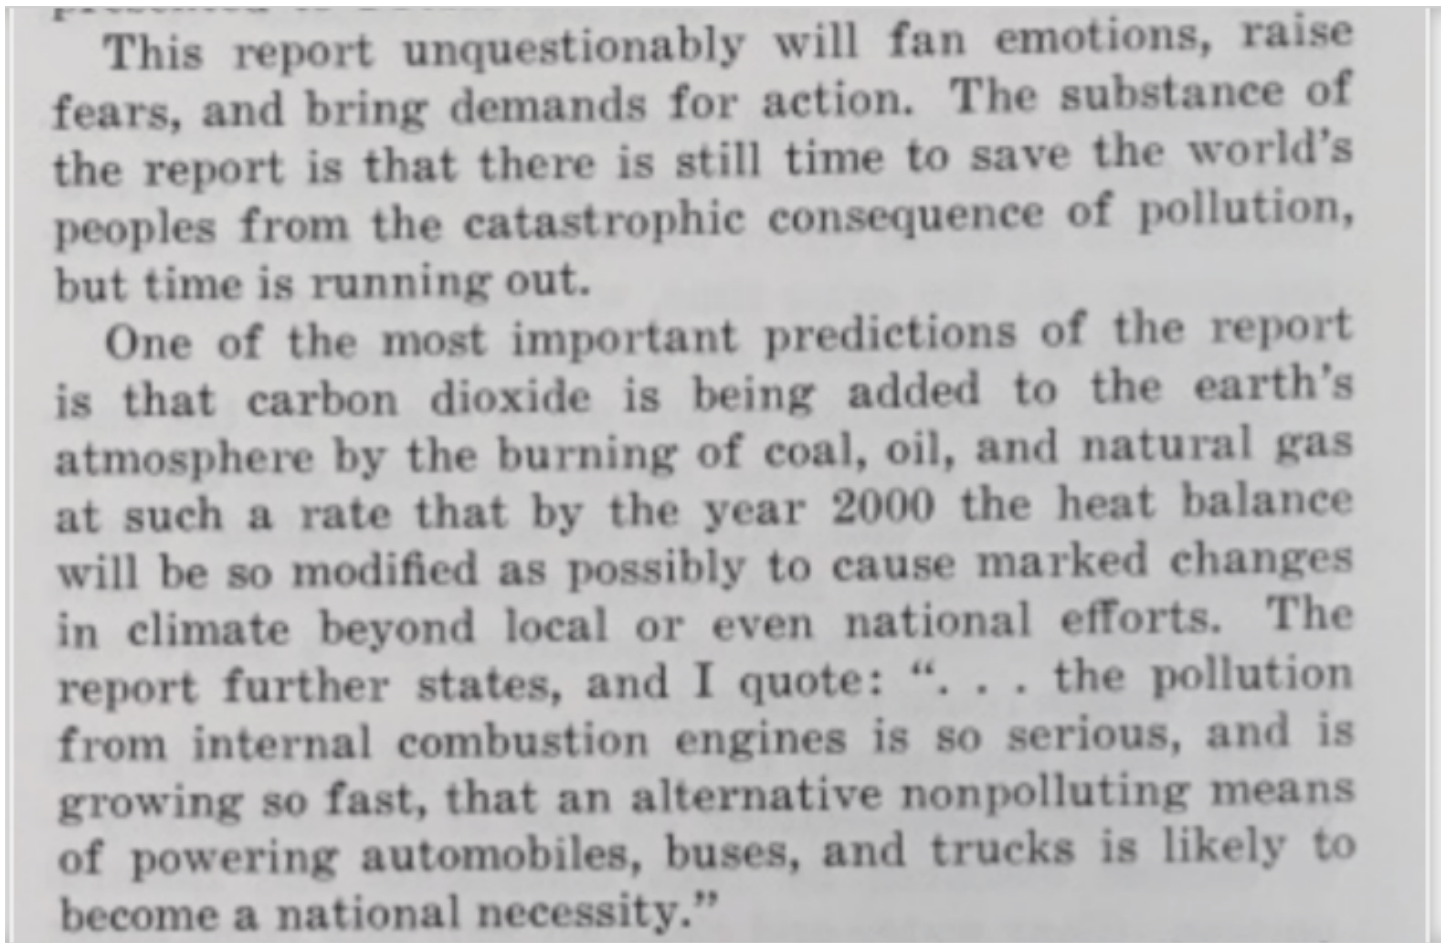 This report unquestionably will fan emotions, raise
fears, and bring demands for action. The substance of
the report is that there is still time to save the world's
peoples from the catastrophic consequence of pollution,
but time is running out.
One of the most important predictions of the report
is that carbon dioxide is being added to the earth's
atmosphere by the burning of coal, oil, and natural gas
at such a rate that by the year 2000 the heat balance
will be so modified as possibly to cause marked changes
in climate beyond local or even national efforts. The
report further states, and I quote: “. . . the pollution
from internal combustion engines is so serious, and is
growing so fast, that an alternative nonpolluting means
of powering automobiles, buses, and trucks is likely to
become a national necessity.”